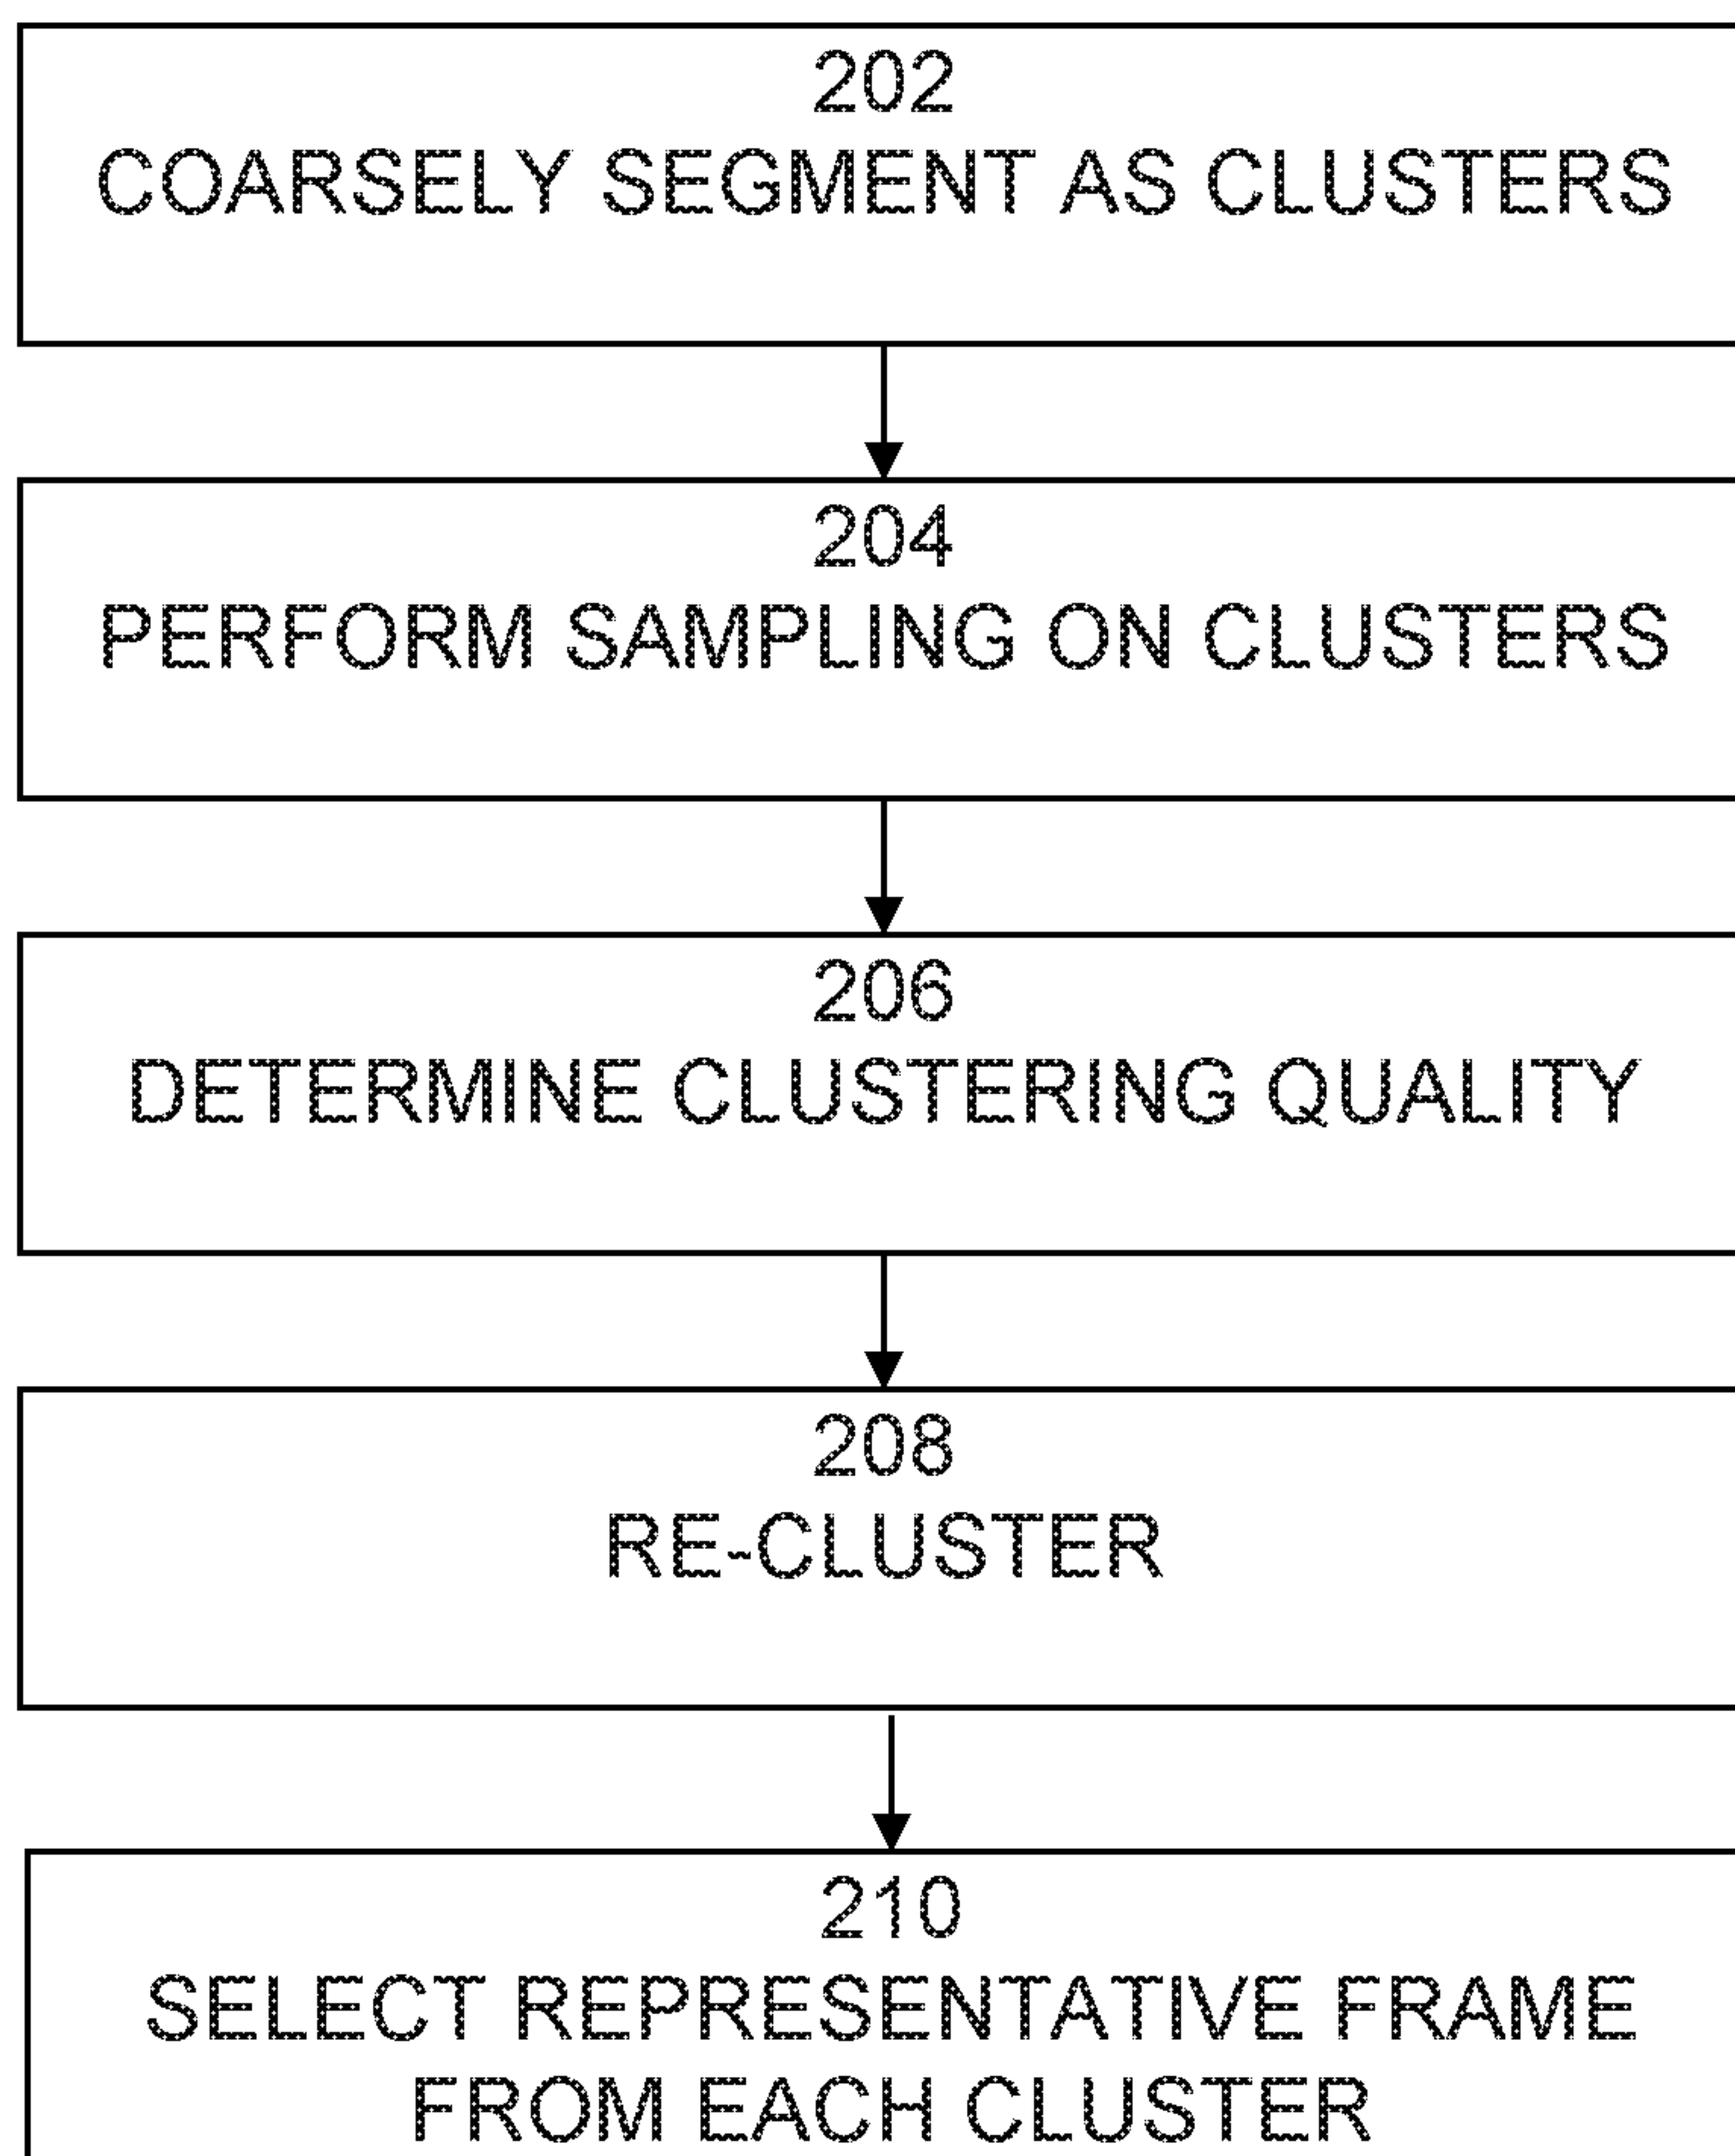 202
COARSELY SEGMENT AS CLUSTERS
204
PERFORM SAMPLING ON CLUSTERS
206
DETERMINE CLUSTERING QUALITY
208
RE-CLUSTER
210
SELECT REPRESENTATIVE FRAME
FROM EACH CLUSTER